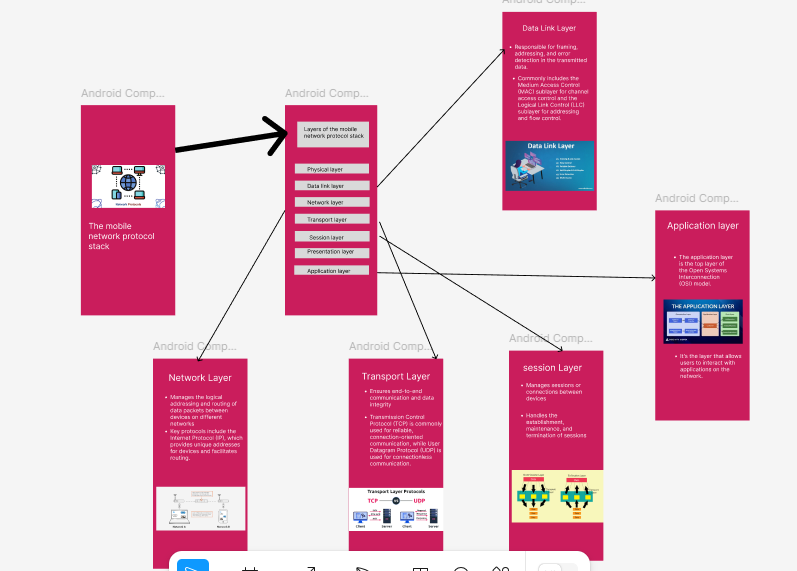 Android Comp...
Data Link Layer
Responsible for framing,
addressing, and error
detection in the transmitted
data.
Commonly includes the
Medium Access Control
(MAC) sublayer for channel
access control and the
Logical Link Control (LLC)
sublayer for addressing
and flow control.
Data Link Layer
Android Comp...
Network Protocols
The mobile
network protocol
stack
Android Comp...
Layers of the mobile
network protocol stack
Physical layer
Data link layer
Network layer
Transport layer
Session layer
Presentation layer
Application layer
Android Comp...
Application layer
The application layer
is the top layer of
the Open Systems
Interconnection
(OSI) model.
THE APPLICATION LAYER
It's the layer that allows
users to interact with
applications on the
network.
Android Comp...
Network Layer
Manages the logical
addressing and routing of
data packets between
devices on different
networks
Key protocols include the
Internet Protocol (IP), which
provides unique addresses
for devices and facilitates
routing.
Android Comp...
Transport Layer
Ensures end-to-end
communication and data
integrity
Transmission Control
Protocol (TCP) is commonly
used for reliable,
connection-oriented
communication, while User
Datagram Protocol (UDP) is
used for connectionless
communication.
Transport Layer Protocols
TCP UDP
Client Server Client Server
Android Comp...
session Layer
Manages sessions or
connections between
devices
Handles the
establishment,
maintenance, and
termination of sessions